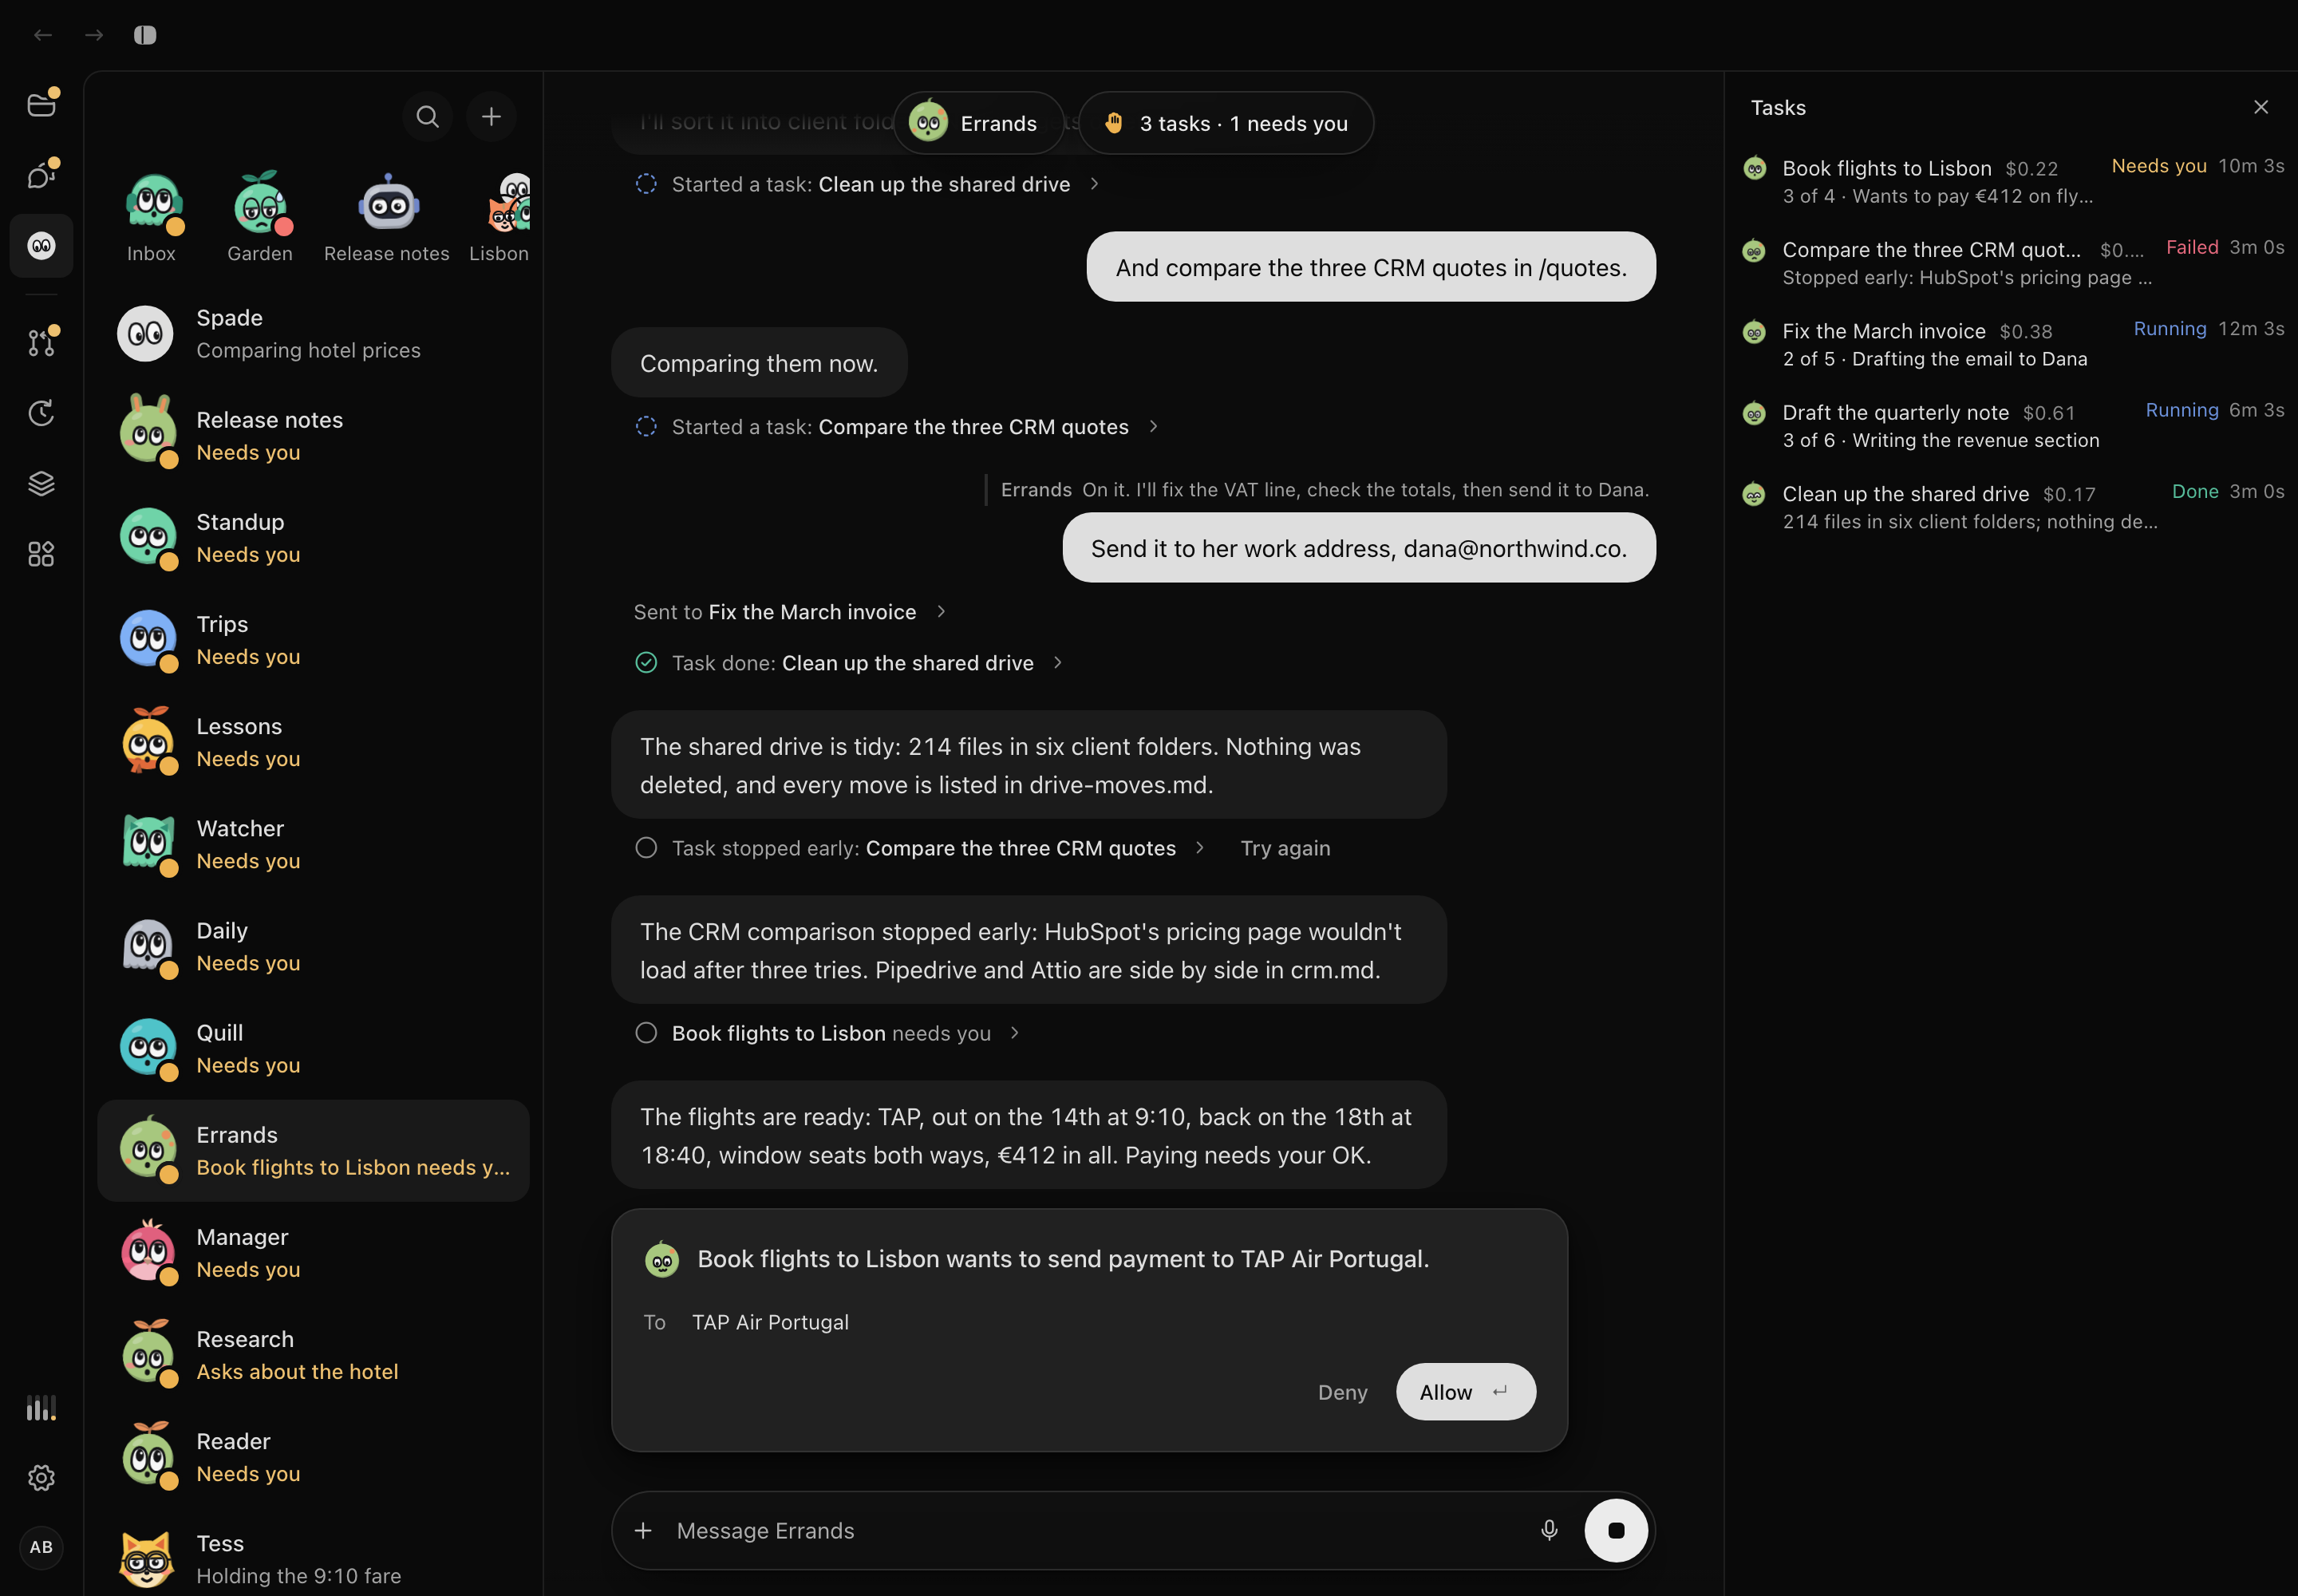 Inbox
Garden
Release notes
Lisbon
Spade
Comparing hotel prices
Release notes
Needs you
Standup
Needs you
Trips
Needs you
Lessons
Needs you
Watcher
Needs you
Daily
Needs you
Quill
Needs you
Errands
Book flights to Lisbon needs y...
Manager
Needs you
Research
Asks about the hotel
Reader
Needs you
Tess
Holding the 9:10 fare
AB
I'll sort it into client fold
Errands
3 tasks · 1 needs you
Started a task: Clean up the shared drive
And compare the three CRM quotes in /quotes.
Comparing them now.
Started a task: Compare the three CRM quotes
Errands On it. I'll fix the VAT line, check the totals, then send it to Dana.
Send it to her work address, dana@northwind.co.
Sent to Fix the March invoice
Task done: Clean up the shared drive
The shared drive is tidy: 214 files in six client folders. Nothing was
deleted, and every move is listed in drive-moves.md.
Task stopped early: Compare the three CRM quotes Try again
The CRM comparison stopped early: HubSpot's pricing page wouldn't
load after three tries. Pipedrive and Attio are side by side in crm.md.
Book flights to Lisbon needs you
The flights are ready: TAP, out on the 14th at 9:10, back on the 18th at
18:40, window seats both ways, €412 in all. Paying needs your OK.
Book flights to Lisbon wants to send payment to TAP Air Portugal.
To TAP Air Portugal
Deny
Allow
Message Errands
Tasks
Book flights to Lisbon $0.22 Needs you 10m 3s
3 of 4 · Wants to pay €412 on fly...
Compare the three CRM quot... $0.... Failed 3m 0s
Stopped early: HubSpot's pricing page ...
Fix the March invoice $0.38 Running 12m 3s
2 of 5 · Drafting the email to Dana
Draft the quarterly note $0.61 Running 6m 3s
3 of 6 · Writing the revenue section
Clean up the shared drive $0.17 Done 3m 0s
214 files in six client folders; nothing de...